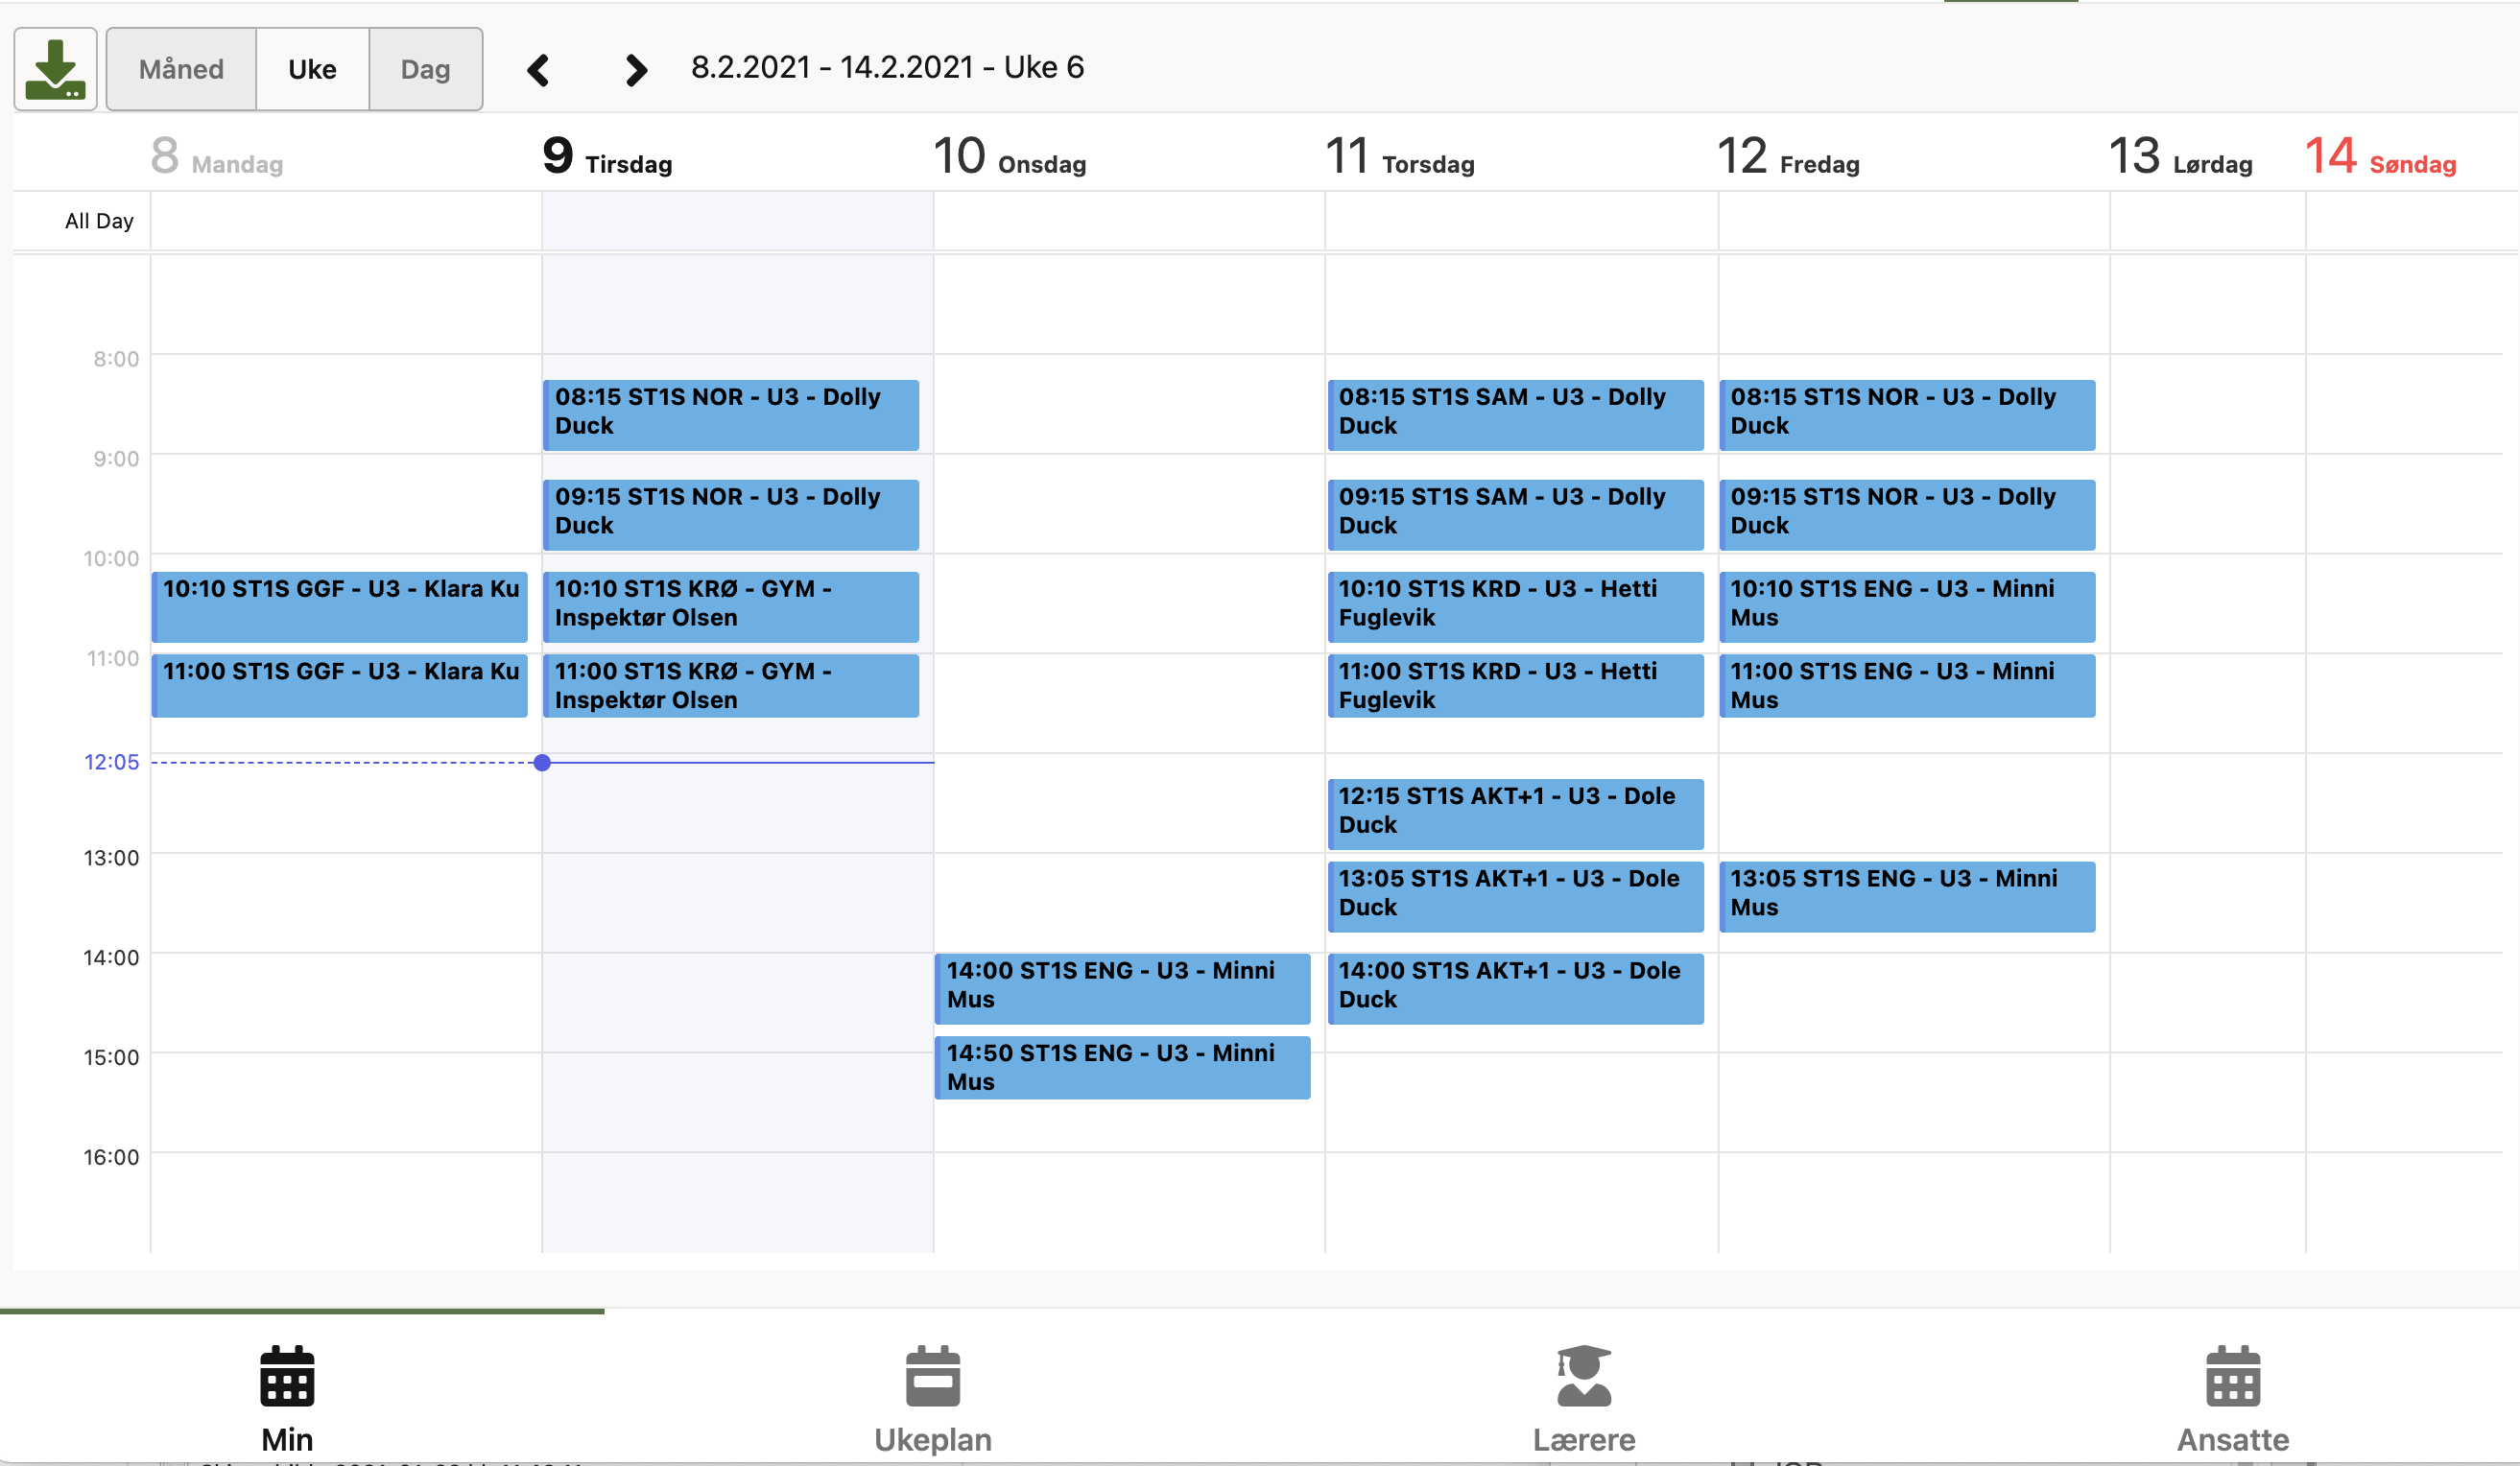 Måned Uke Dag 8.2.2021 - 14.2.2021 - Uke 6
8 Mandag 9 Tirsdag 10 Onsdag 11 Torsdag 12 Fredag 13 Lørdag 14 Søndag
All Day
8:00
08:15 ST1S NOR - U3 - Dolly
Duck
08:15 ST1S SAM - U3 - Dolly
Duck
08:15 ST1S NOR - U3 - Dolly
Duck
9:00
09:15 ST1S NOR - U3 - Dolly
Duck
09:15 ST1S SAM - U3 - Dolly
Duck
09:15 ST1S NOR - U3 - Dolly
Duck
10:00
10:10 ST1S GGF - U3 - Klara Ku
10:10 ST1S KRØ - GYM -
Inspektør Olsen
10:10 ST1S KRD - U3 - Hetti
Fuglevik
10:10 ST1S ENG - U3 - Minni
Mus
11:00
11:00 ST1S GGF - U3 - Klara Ku
11:00 ST1S KRØ - GYM -
Inspektør Olsen
11:00 ST1S KRD - U3 - Hetti
Fuglevik
11:00 ST1S ENG - U3 - Minni
Mus
12:05
12:15 ST1S AKT+1 - U3 - Dole
Duck
13:00
13:05 ST1S AKT+1 - U3 - Dole
Duck
13:05 ST1S ENG - U3 - Minni
Mus
14:00
14:00 ST1S ENG - U3 - Minni
Mus
14:00 ST1S AKT+1 - U3 - Dole
Duck
14:50 ST1S ENG - U3 - Minni
Mus
15:00
16:00
Min Ukeplan Lærere Ansatte